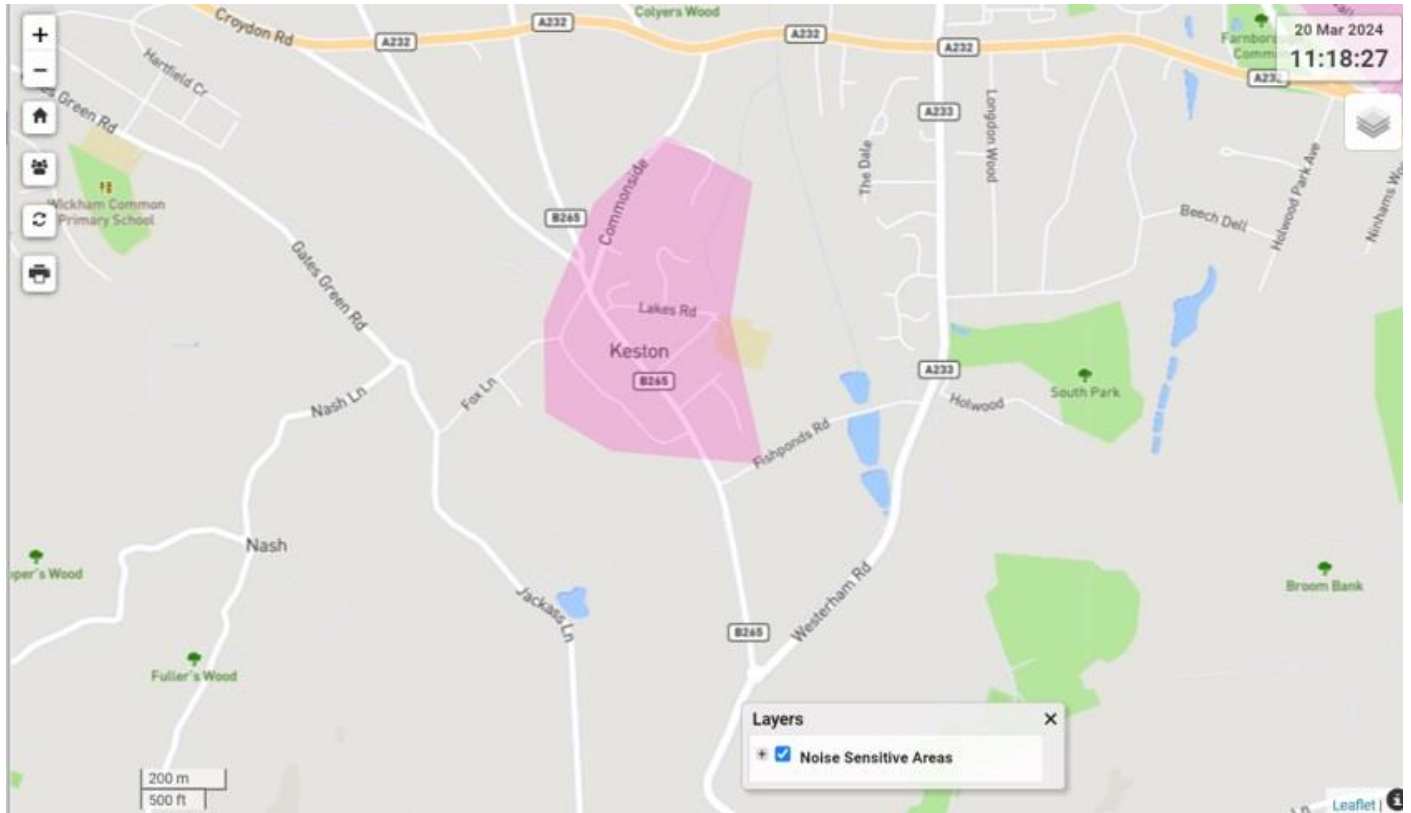 Colyers Wood
+
−
Croydon Rd
A232
A232
A232
A232
A232
20 Mar 2024
11:18:27
Hartfield Cr
Green Rd
A233
Longdon Wood
The Dale
Commonside
Holwood Park Ave
Wickham Common
Primary School
B265
Beech Dell
Gates Green Rd
Lakes Rd
Keston
B265
A233
South Park
Fox Ln
Nash Ln
Holwood
Fishponds Rd
Nash
Broom Bank
Jackass Ln
Westerham Rd
B265
Fuller's Wood
Layers
×
+ Noise Sensitive Areas
200 m
500 ft
Ln
Leaflet |